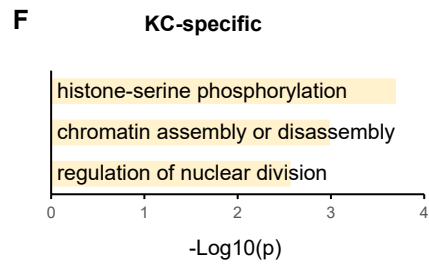 F
KC-specific
histone-serine phosphorylation
chromatin assembly or disassembly
regulation of nuclear division
0 1 2 3 4
-Log10(p)